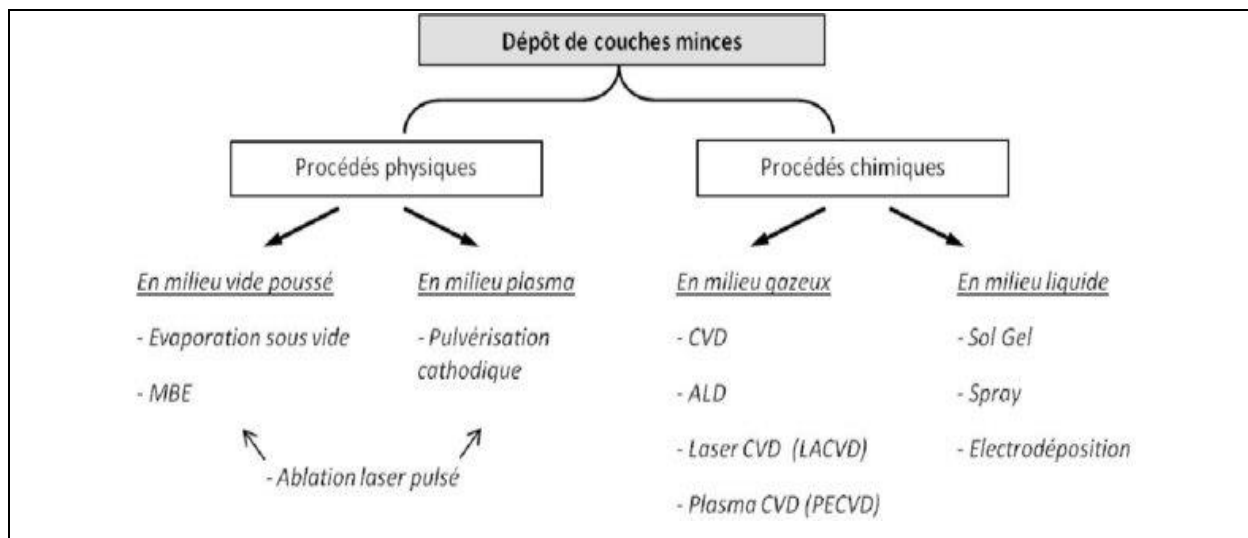 Dépôt de couches minces
Procédés physiques
Procédés chimiques
En milieu vide poussé
- Evaporation sous vide
- MBE
En milieu plasma
- Pulvérisation
cathodique
- Ablation laser pulsé
En milieu gazeux
- CVD
- ALD
- Laser CVD (LACVD)
- Plasma CVD (PECVD)
En milieu liquide
- Sol Gel
- Spray
- Electrodéposition